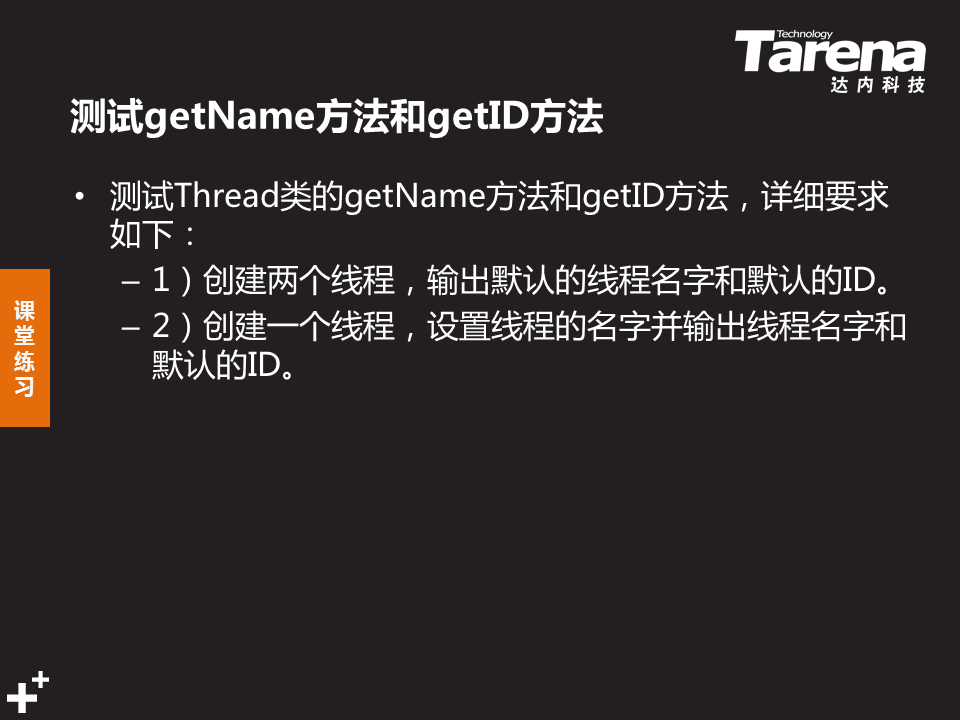 Technology
Tarena
达内科技
测试getName方法和getID方法
• 测试Thread类的getName方法和getID方法，详细要求
如下：
– 1）创建两个线程，输出默认的线程名字和默认的ID。
– 2）创建一个线程，设置线程的名字并输出线程名字和
默认的ID。
课
堂
练
习